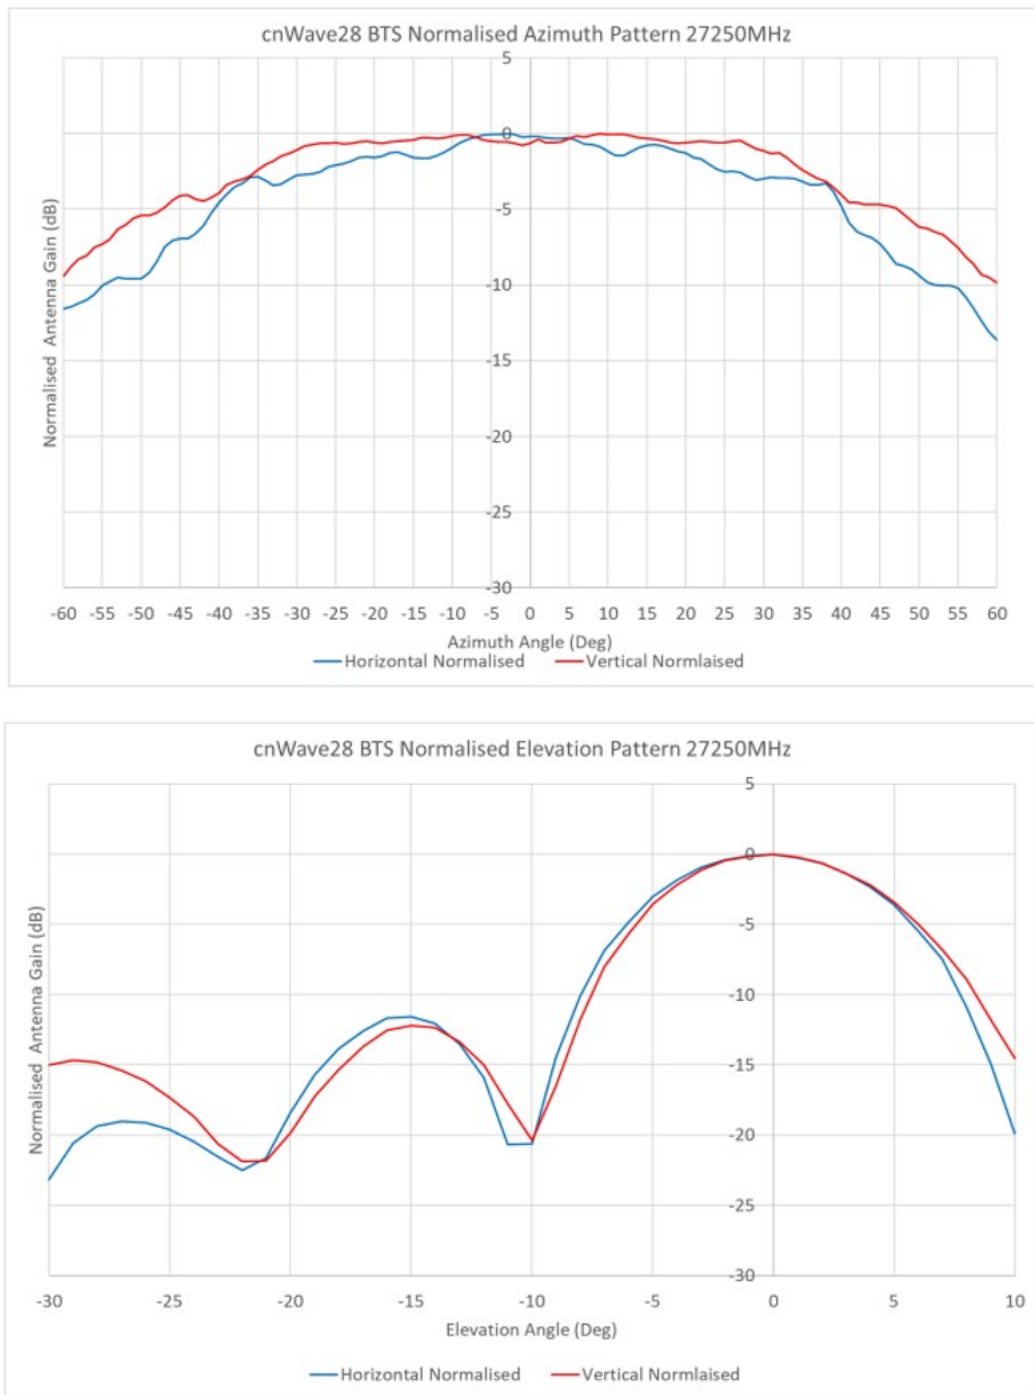 cnWave28 BTS Normalised Azimuth Pattern 27250MHz
5
0
-5
-10
-15
-20
-25
-30
Normalised Antenna Gain (dB)
-60 -55 -50 -45 -40 -35 -30 -25 -20 -15 -10 -5 0 5 10 15 20 25 30 35 40 45 50 55 60
Azimuth Angle (Deg)
Horizontal Normalised Vertical Normlaised
cnWave28 BTS Normalised Elevation Pattern 27250MHz
5
0
-5
-10
-15
-20
-25
-30
Normalised Antenna Gain (dB)
-30 -25 -20 -15 -10 -5 0 5 10
Elevation Angle (Deg)
Horizontal Normalised Vertical Normlaised